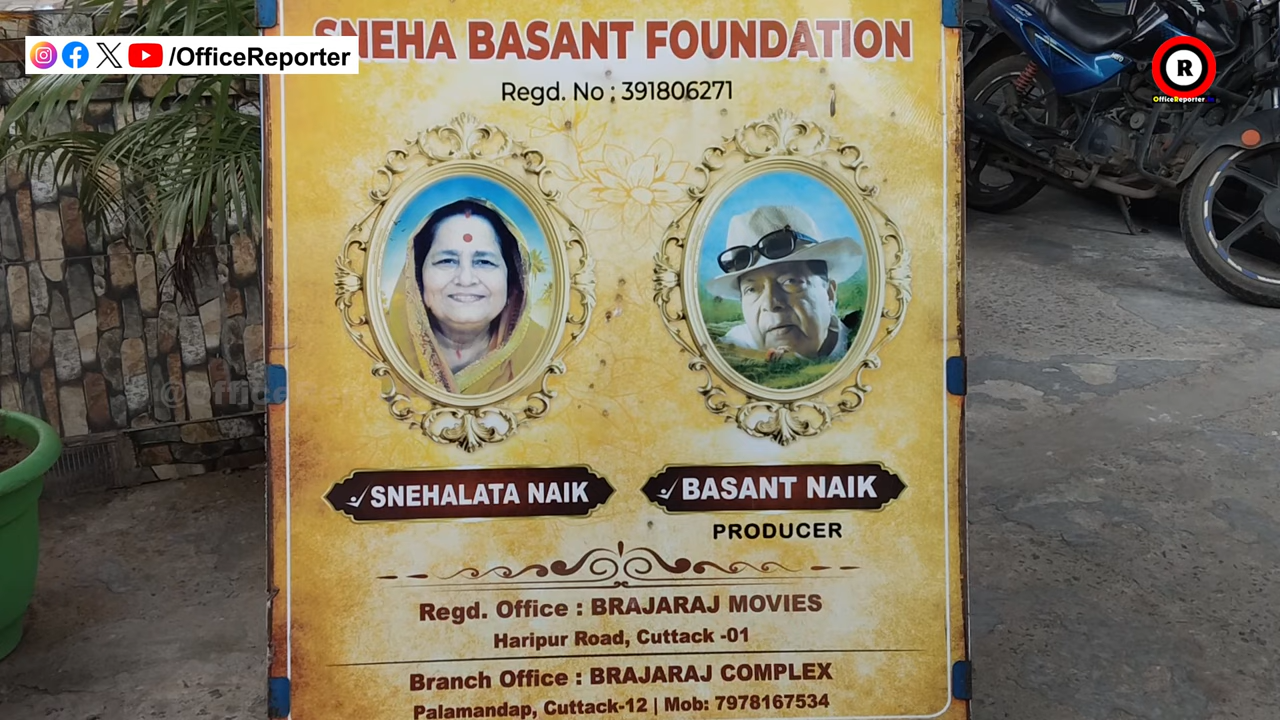 /OfficeReporter
R
OfficeReporter
SNEHA BASANT FOUNDATION
Regd. No : 391806271
SNEHALATA NAIK
BASANT NAIK
PRODUCER
Regd. Office : BRAJARAJ MOVIES
Haripur Road, Cuttack -01
Branch Office : BRAJARAJ COMPLEX
Palamandap, Cuttack-12 | Mob: 7978167534